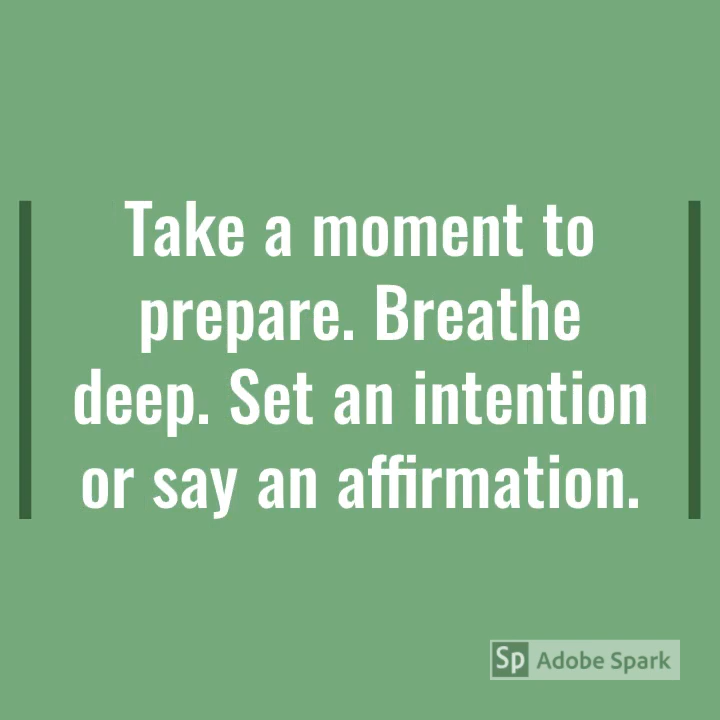 Take a moment to
prepare. Breathe
deep. Set an intention
or say an affirmation.
Sp Adobe Spark